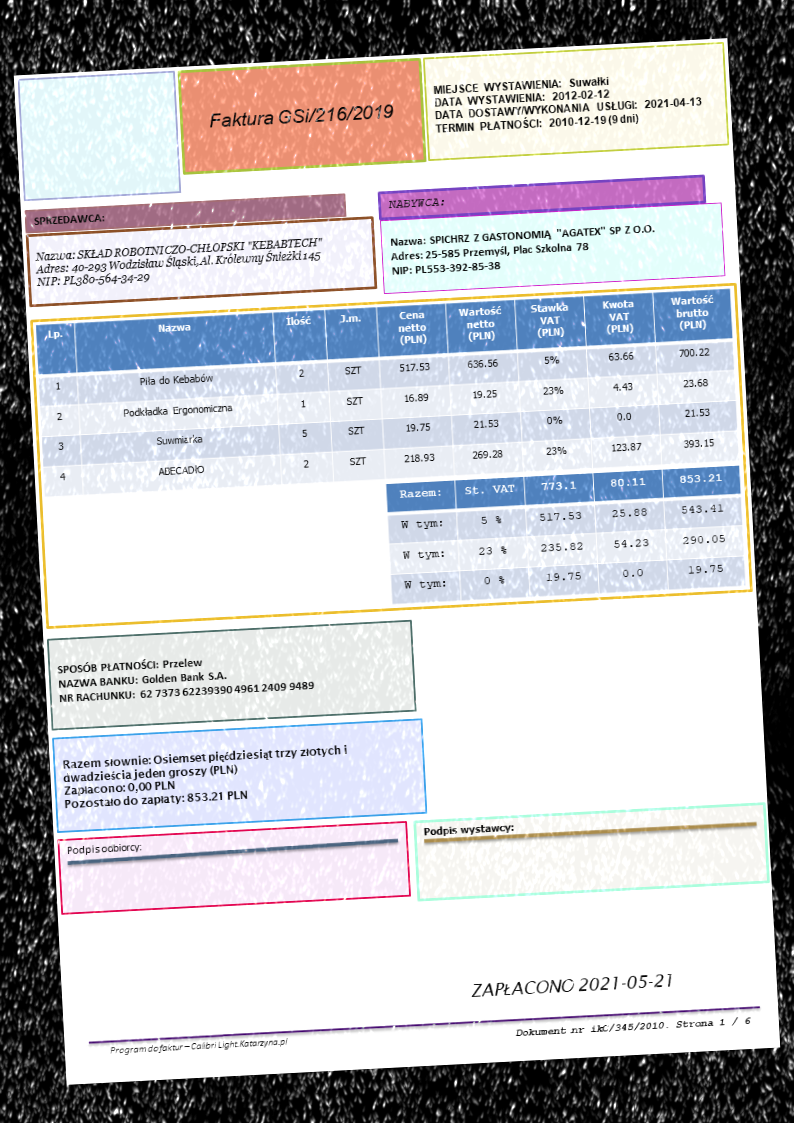 Faktura GSi/216/2019
MIEJSCE WYSTAWIENIA: Suwałki
DATA WYSTAWIENIA: 2012-02-12
DATA DOSTAWY/WYKONANIA USŁUGI: 2021-04-13
TERMIN PŁATNOŚCI: 2010-12-19 (9 dni)
SPRZEDAWCA:
Nazwa: SKŁAD ROBOTNICZO-CHŁOPSKI "KEBABTECH"
Adres: 40-293 Wodzisław Śląski, Al. Królewny Śnieżki 145
NIP: PL380-564-34-29
NABYWCA:
Nazwa: SPICHRZ Z GASTONOMIĄ "AGATEX" SP Z O.O.
Adres: 25-585 Przemyśl, Plac Szkolna 78
NIP: PL553-392-85-38
Lp. Nazwa Ilość J.m. Cena netto (PLN) Wartość netto (PLN) Stawka VAT (PLN) Kwota VAT (PLN) Wartość brutto (PLN)
1 Piła do Kebabów 2 SZT 517.53 636.56 5% 63.66 700.22
2 Podkładka Ergonomiczna 1 SZT 16.89 19.25 23% 4.43 23.68
3 Suwmiarka 5 SZT 19.75 21.53 0% 0.0 21.53
4 ABECADŁO 2 SZT 218.93 269.28 23% 123.87 393.15
Razem: St. VAT 773.1 80.11 853.21
W tym: 5 % 517.53 25.88 543.41
W tym: 23 % 235.82 54.23 290.05
W tym: 0 % 19.75 0.0 19.75
SPOSÓB PŁATNOŚCI: Przelew
NAZWA BANKU: Golden Bank S.A.
NR RACHUNKU: 62 7373 6223 9390 4961 2409 9489
Razem słownie: Osiemset pięćdziesiąt trzy złotych i
dwadzieścia jeden groszy (PLN)
Zapłacono: 0,00 PLN
Pozostało do zapłaty: 853.21 PLN
Podpis odbiorcy:
Podpis wystawcy:
ZAPŁACONO 2021-05-21
Program do faktur – Calibri Light.Katarzyna.pl
Dokument nr ikC/345/2010. Strona 1 / 6